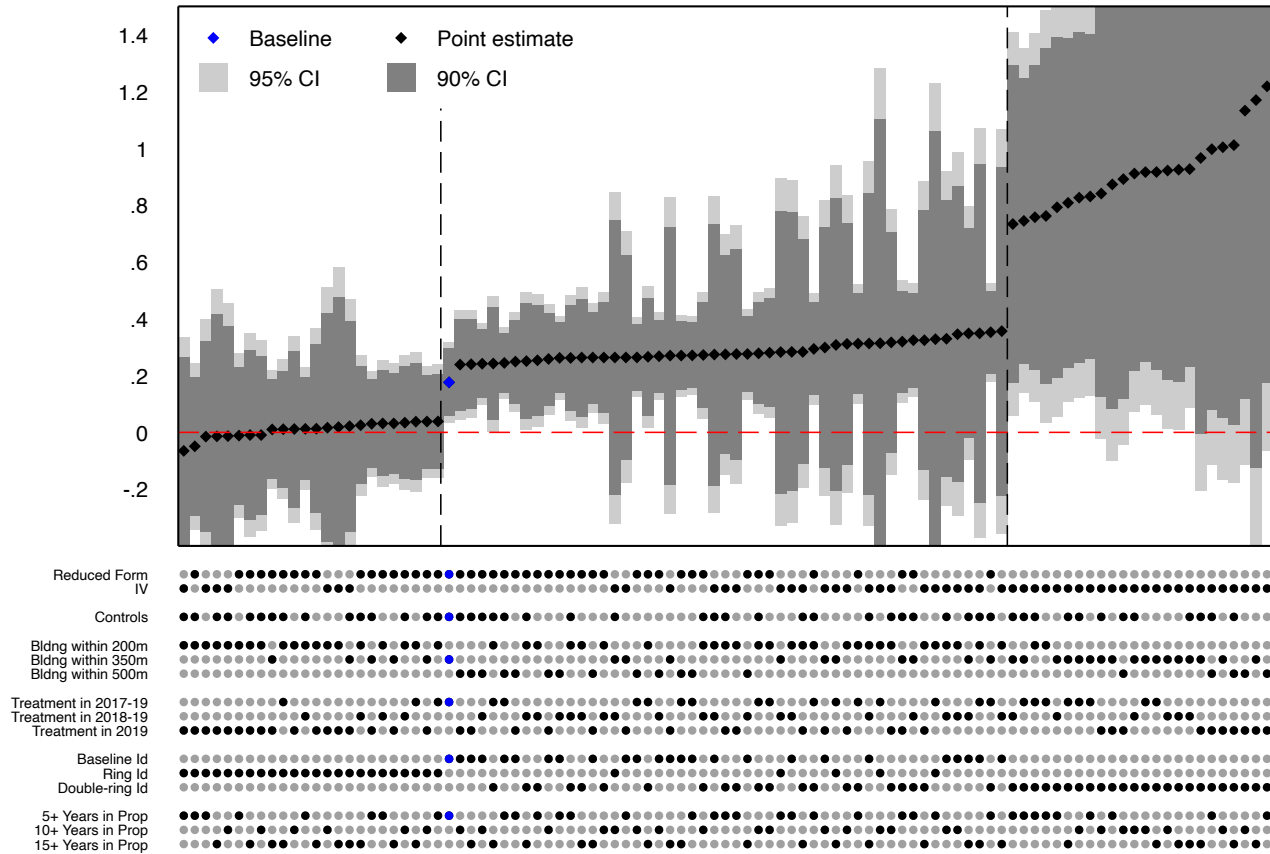 1.4
1.2
1
.8
.6
.4
.2
0
-.2
Baseline
Point estimate
95% CI
90% CI
Reduced Form
IV
Controls
Bldng within 200m
Bldng within 350m
Bldng within 500m
Treatment in 2017-19
Treatment in 2018-19
Treatment in 2019
Baseline Id
Ring Id
Double-ring Id
5+ Years in Prop
10+ Years in Prop
15+ Years in Prop